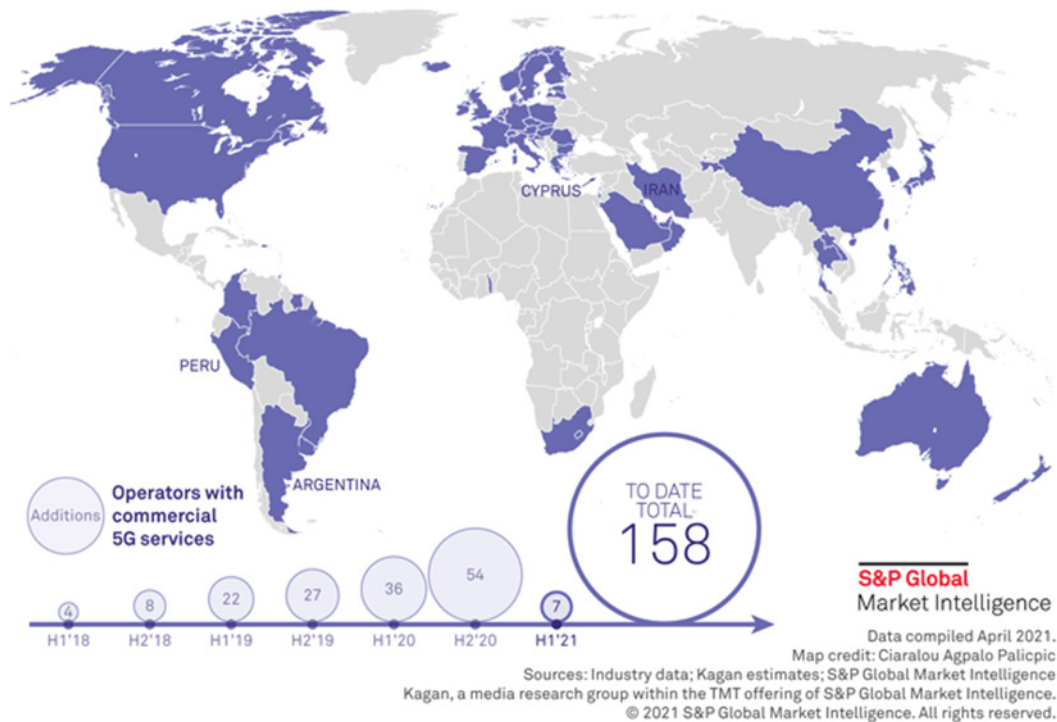 CYPRUS
IRAN
PERU
ARGENTINA
Additions
Operators with
commercial
5G services
TO DATE
TOTAL
158
4
8
22
27
36
54
7
H1'18
H2'18
H1'19
H2'19
H1'20
H2'20
H1'21
S&P Global
Market Intelligence
Data compiled April 2021.
Map credit: Ciaralou Agpalo Palicpic
Sources: Industry data; Kagan estimates; S&P Global Market Intelligence
Kagan, a media research group within the TMT offering of S&P Global Market Intelligence.
© 2021 S&P Global Market Intelligence. All rights reserved.